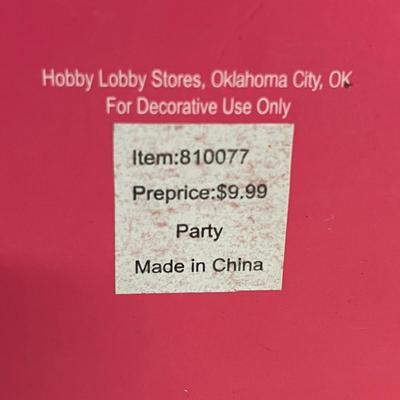 Hobby Lobby Stores, Oklahoma City, OK
For Decorative Use Only
Item:810077
Preprice:$9.99
Party
Made in China